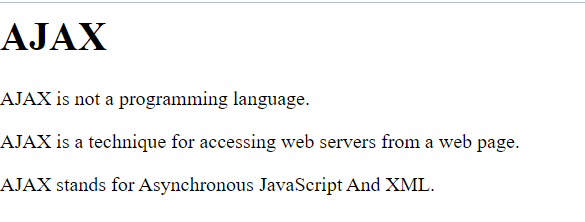 AJAX
AJAX is not a programming language.
AJAX is a technique for accessing web servers from a web page.
AJAX stands for Asynchronous JavaScript And XML.